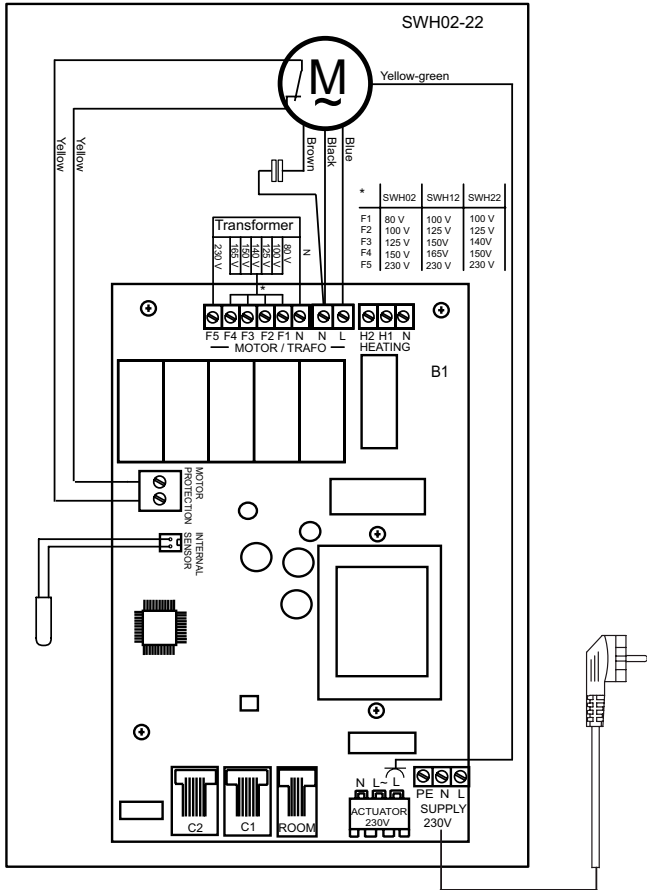 SWH02-22
M
~
Yellow-green
Yellow
Yellow
Brown
Black
Blue
* SWH02 SWH12 SWH22
F1 80 V 100 V 100 V
F2 100 V 125 V 125 V
F3 125 V 150V 140V
F4 150 V 165V 150V
F5 230 V 230 V 230 V
Transformer
230 V
165 V
150 V
140 V
125 V
100 V
80 V
N
*
F5 F4 F3 F2 F1 N N L
MOTOR / TRAFO
H2 H1 N
HEATING
B1
MOTOR
PROTECTION
INTERNAL
SENSOR
C2
C1
ROOM
N L~ L
ACTUATOR
230V
PE N L
SUPPLY
230V